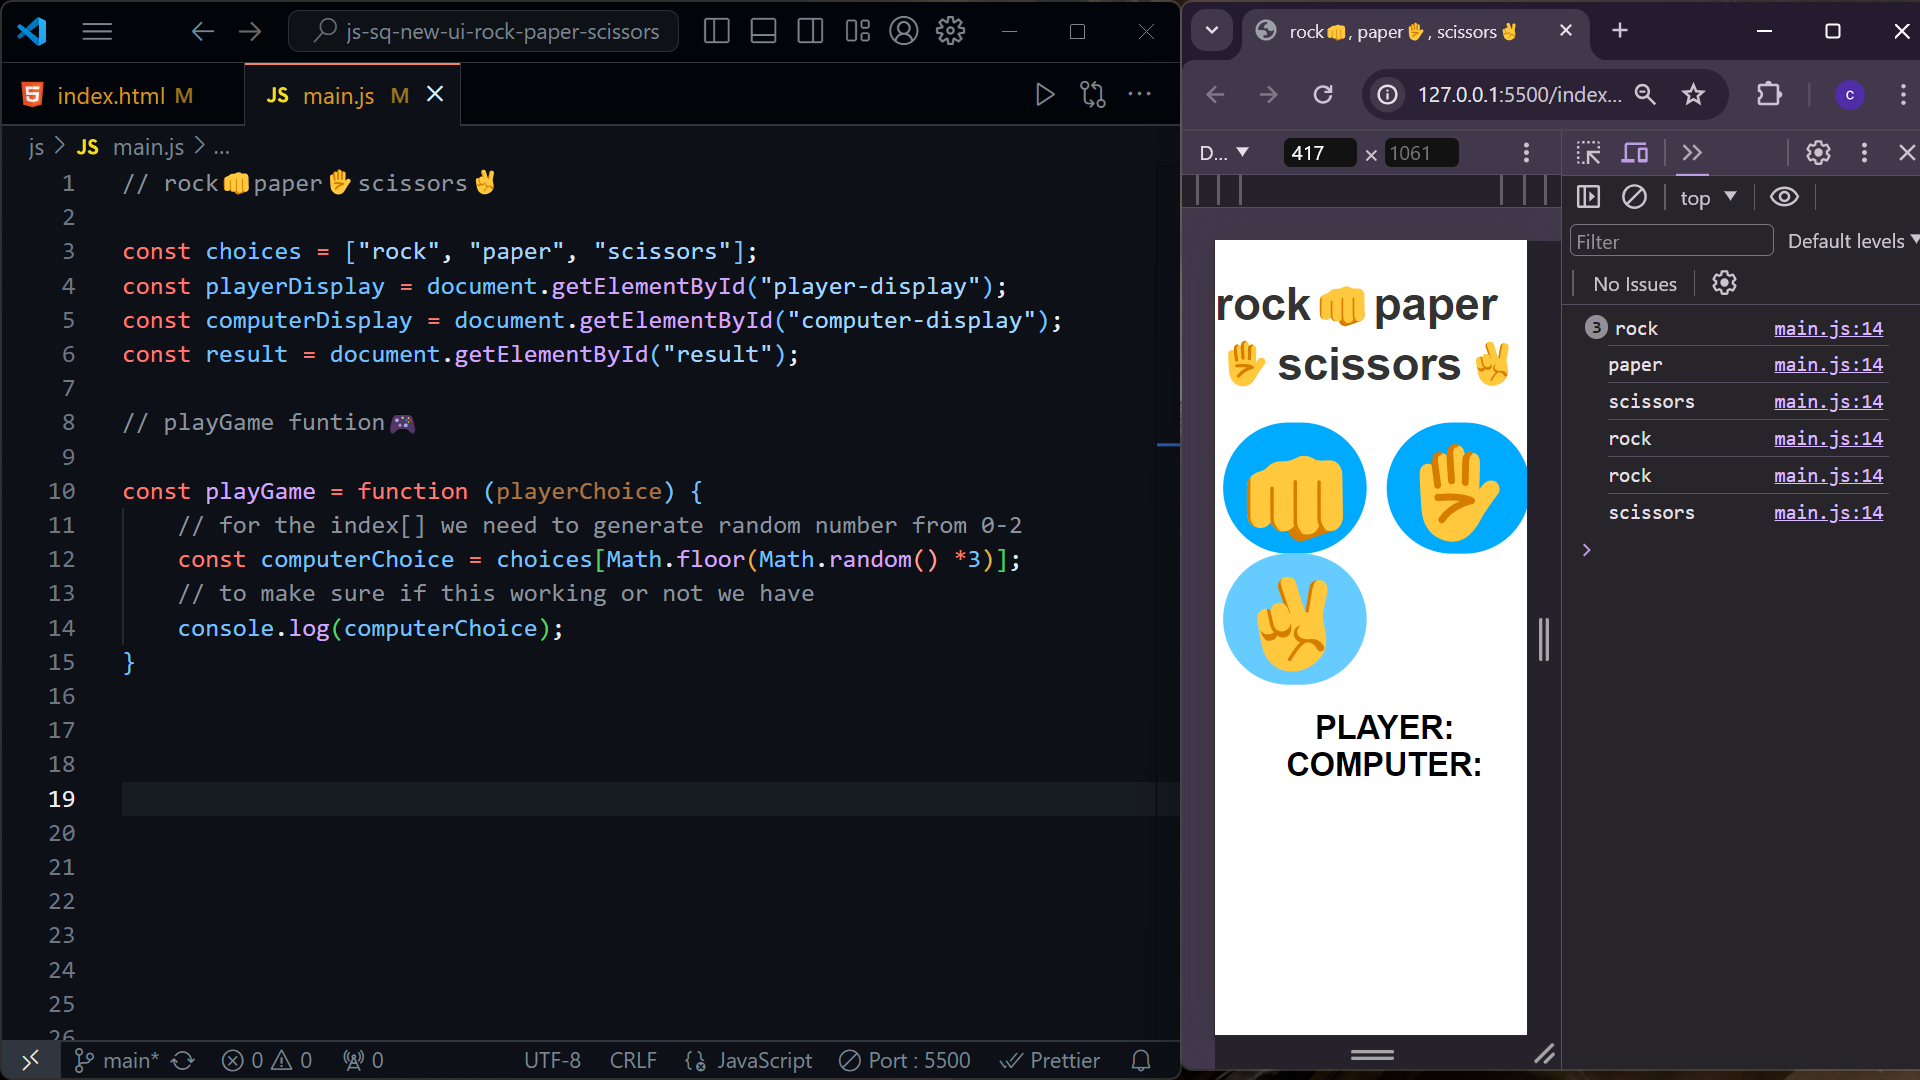 js-sq-new-ui-rock-paper-scissors
index.html M
JS main.js M
js > JS main.js > ...
1 // rock👊paper✋scissors✌️
2
3 const choices = ["rock", "paper", "scissors"];
4 const playerDisplay = document.getElementById("player-display");
5 const computerDisplay = document.getElementById("computer-display");
6 const result = document.getElementById("result");
7
8 // playGame funtion🎮
9
10 const playGame = function (playerChoice) {
11 // for the index[] we need to generate random number from 0-2
12 const computerChoice = choices[Math.floor(Math.random() *3)];
13 // to make sure if this working or not we have
14 console.log(computerChoice);
15 }
16
17
18
19
20
21
22
23
24
25
26
main* 0 0 0 UTF-8 CRLF JavaScript Port : 5500 Prettier
rock👊, paper✋, scissors✌️
127.0.0.1:5500/index... c
D... 417 × 1061
top
Filter Default levels
No Issues
rock👊paper
✋scissors✌️
PLAYER:
COMPUTER:
3 rock main.js:14
paper main.js:14
scissors main.js:14
rock main.js:14
rock main.js:14
scissors main.js:14